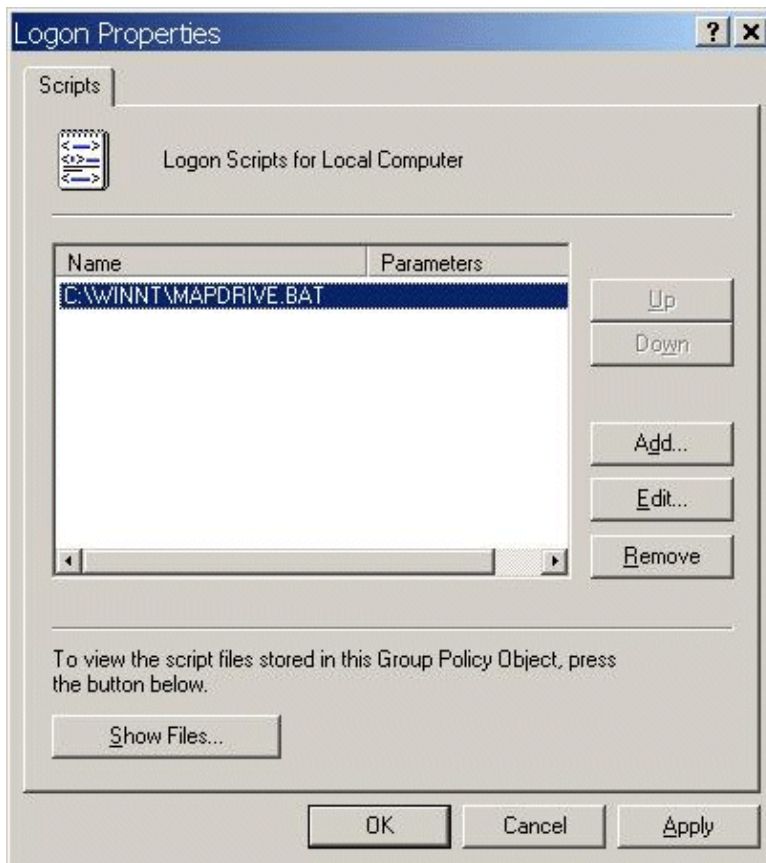 Logon Properties
Scripts
Logon Scripts for Local Computer
Name Parameters
C:\WINNT\MAPDRIVE.BAT
Up
Down
Add...
Edit...
Remove
To view the script files stored in this Group Policy Object, press
the button below.
Show Files...
OK Cancel Apply